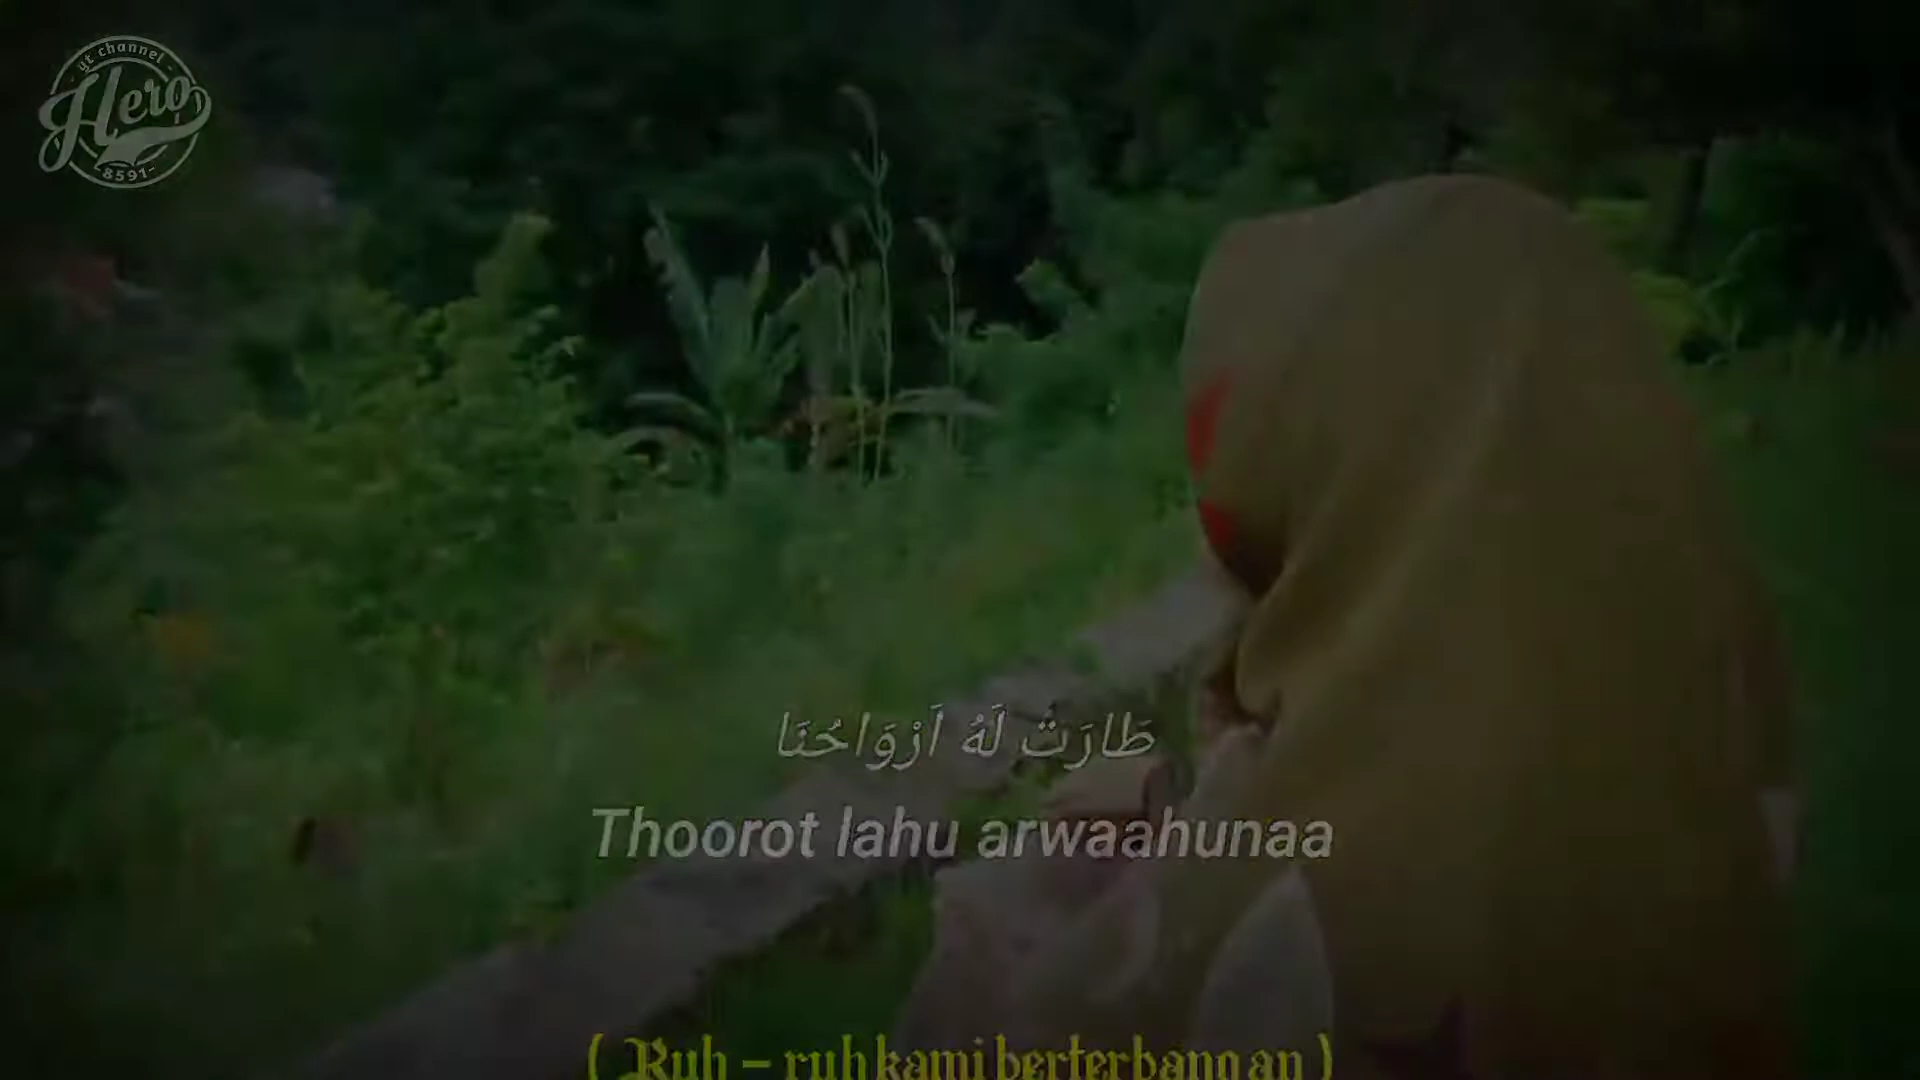 yt channel
Hero
-8591-
طَارَتْ لَهُ اَرْوَاحُنَا
Thoorot lahu arwaahunaa
( Ruh – ruh kami berterbangan )